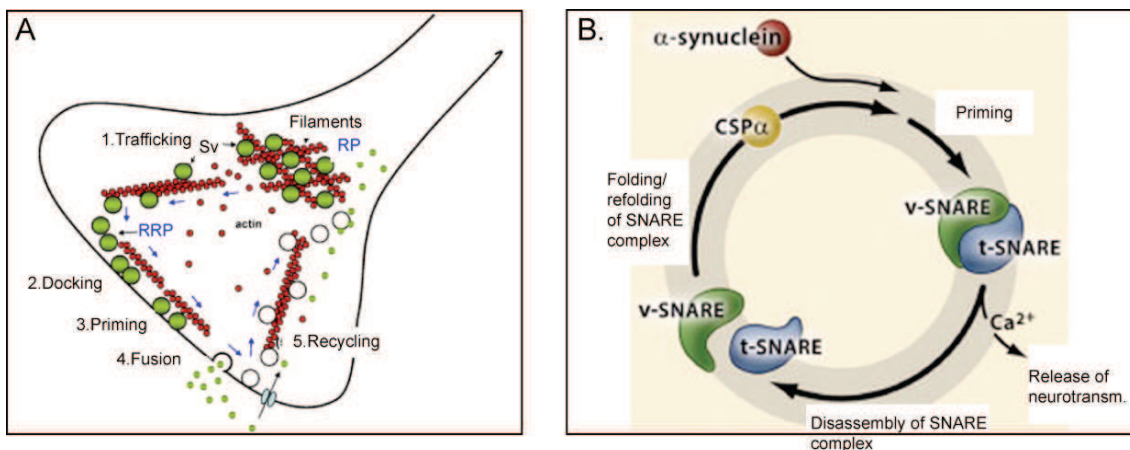 A
1.Trafficking
Sv
Filaments
RP
actin
RRP
2.Docking
3.Priming
4.Fusion
5.Recycling
B.
α-synuclein
CSPα
Priming
Folding/
refolding
of SNARE
complex
v-SNARE
t-SNARE
v-SNARE
t-SNARE
Ca²⁺
Release of
neurotransm.
Disassembly of SNARE
complex